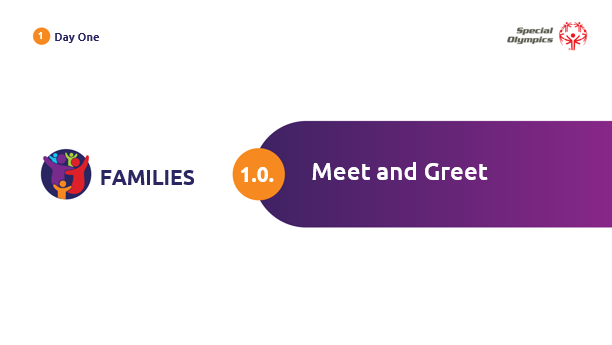 1 Day One
Special
Olympics
FAMILIES
1.0. Meet and Greet